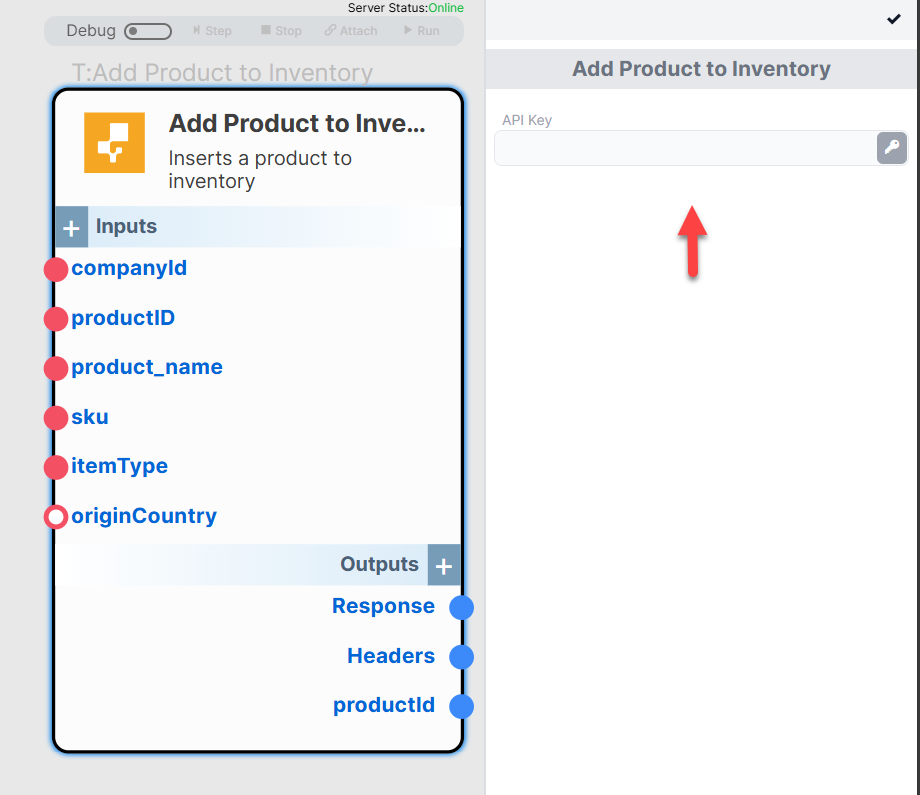 Server Status:Online
Debug Step Stop Attach Run
T:Add Product to Inventory
Add Product to Inve...
Inserts a product to
inventory
Inputs
companyId
productID
product_name
sku
itemType
originCountry
Outputs
Response
Headers
productId
Add Product to Inventory
API Key